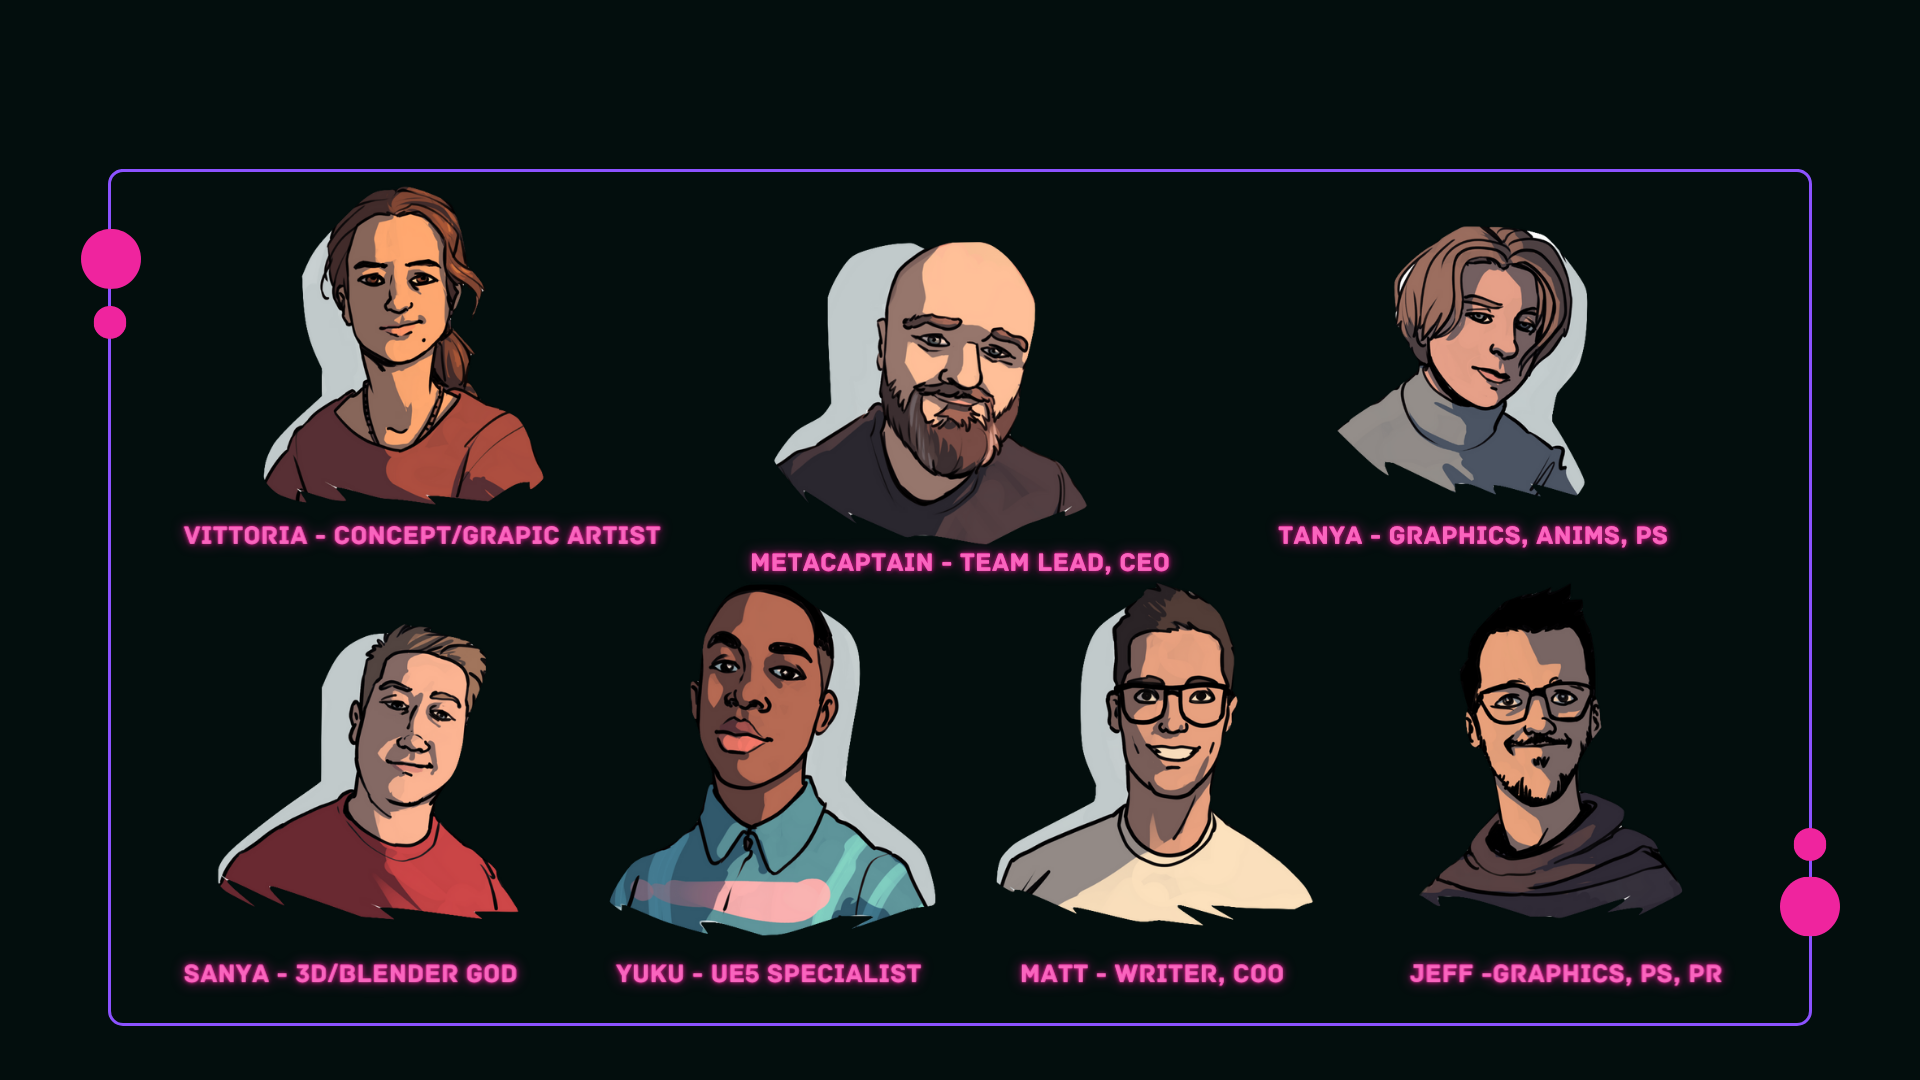 VITTORIA - CONCEPT/GRAPIC ARTIST
METACAPTAIN - TEAM LEAD, CEO
TANYA - GRAPHICS, ANIMS, PS
SANYA - 3D/BLENDER GOD
YUKU - UE5 SPECIALIST
MATT - WRITER, COO
JEFF -GRAPHICS, PS, PR